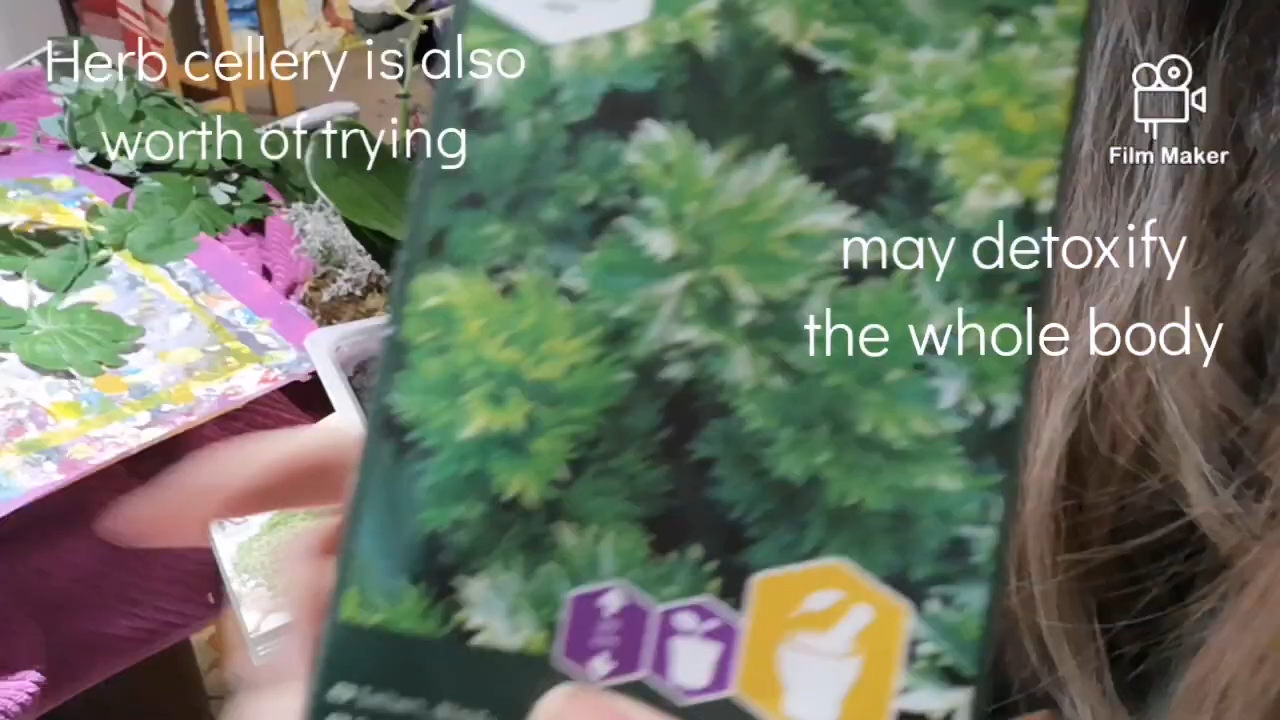 Herb cellery is also
worth of trying
Film Maker
may detoxify
the whole body